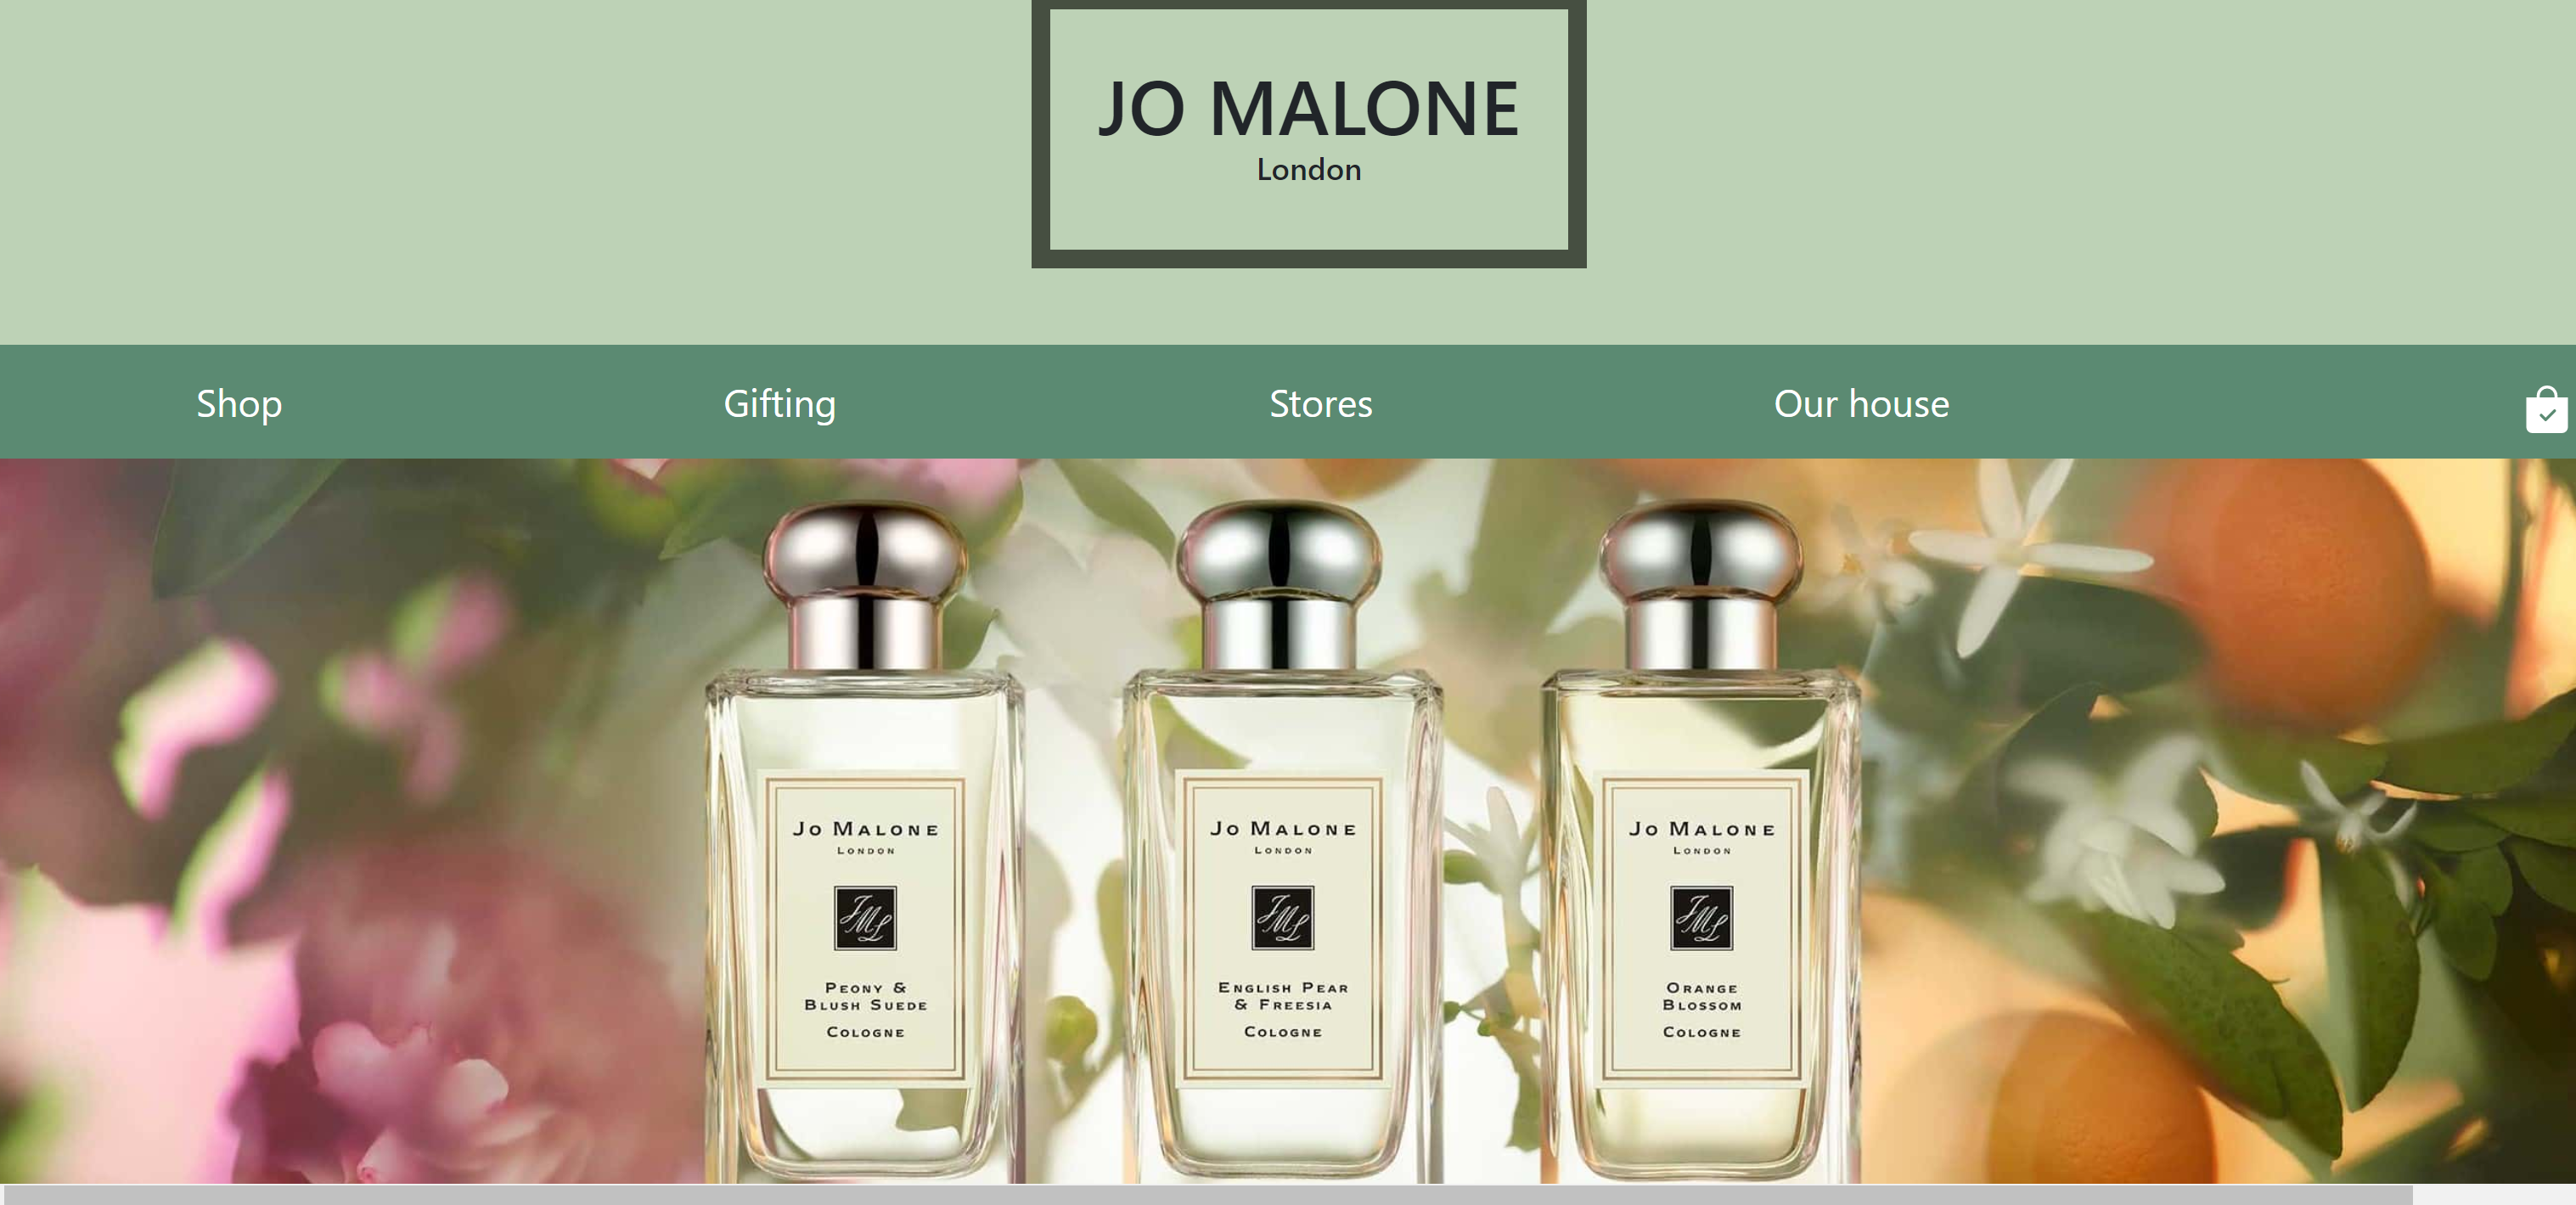 JO MALONE
London
Shop
Gifting
Stores
Our house
JO MALONE
LONDON
JML
PEONY &
BLUSH SUEDE
COLOGNE
JO MALONE
LONDON
JML
ENGLISH PEAR
& FREESIA
COLOGNE
JO MALONE
LONDON
JML
ORANGE
BLOSSOM
COLOGNE